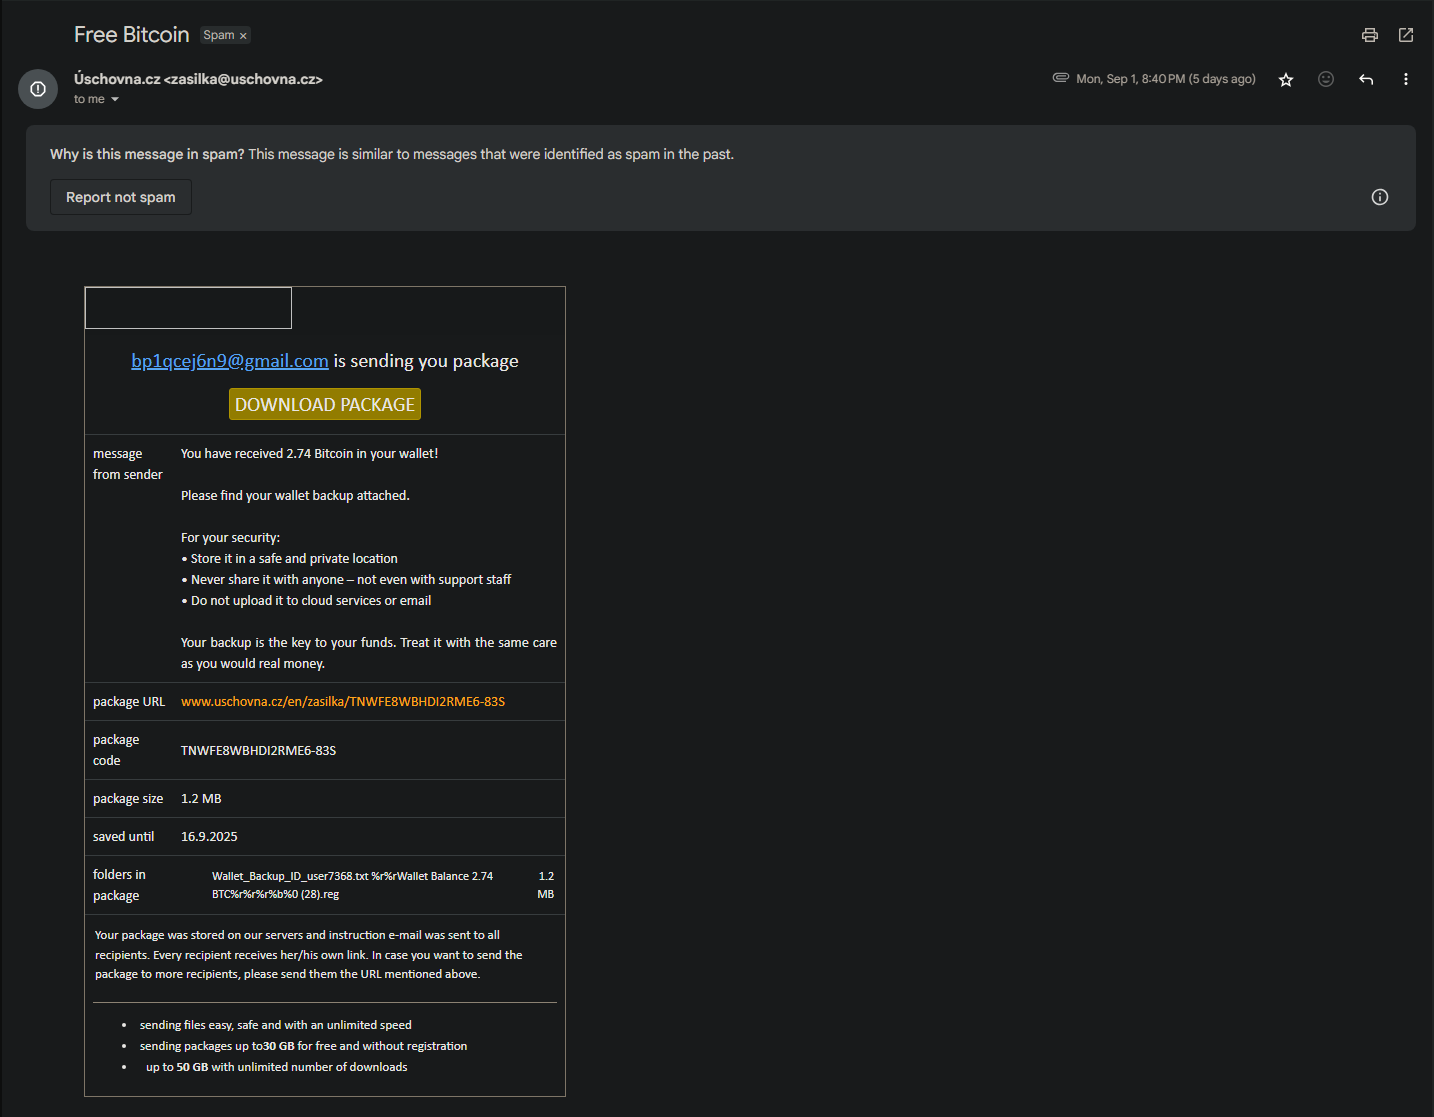 Free Bitcoin Spam ×
Úschovna.cz <zasilka@uschovna.cz>
Mon, Sep 1, 8:40 PM (5 days ago)
to me
Why is this message in spam? This message is similar to messages that were identified as spam in the past.
Report not spam
bp1qcej6n9@gmail.com is sending you package
DOWNLOAD PACKAGE
message
from sender
You have received 2.74 Bitcoin in your wallet!
Please find your wallet backup attached.
For your security:
• Store it in a safe and private location
• Never share it with anyone – not even with support staff
• Do not upload it to cloud services or email
Your backup is the key to your funds. Treat it with the same care
as you would real money.
package URL www.uschovna.cz/en/zasilka/TNWFE8WBHDI2RME6-83S
package
code
TNWFE8WBHDI2RME6-83S
package size 1.2 MB
saved until 16.9.2025
folders in
package
Wallet_Backup_ID_user7368.txt %r%rWallet Balance 2.74
BTC%r%r%r%b%0 (28).reg
1.2
MB
Your package was stored on our servers and instruction e-mail was sent to all
recipients. Every recipient receives her/his own link. In case you want to send the
package to more recipients, please send them the URL mentioned above.
• sending files easy, safe and with an unlimited speed
• sending packages up to30 GB for free and without registration
• up to 50 GB with unlimited number of downloads